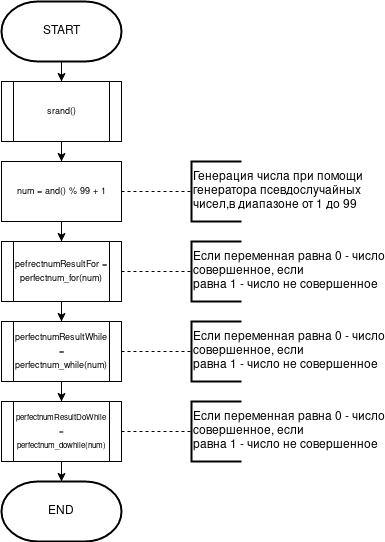 START
srand()
num = and() % 99 + 1
Генерация числа при помощи
генератора псевдослучайных
чисел,в диапазоне от 1 до 99
pefrectnumResultFor =
perfectnum_for(num)
Если переменная равна 0 - число
совершенное, если
равна 1 - число не совершенное
perfectnumResultWhile
=
perfectnum_while(num)
Если переменная равна 0 - число
совершенное, если
равна 1 - число не совершенное
perfectnumResultDoWhile
=
perfectnum_dowhile(num)
Если переменная равна 0 - число
совершенное, если
равна 1 - число не совершенное
END